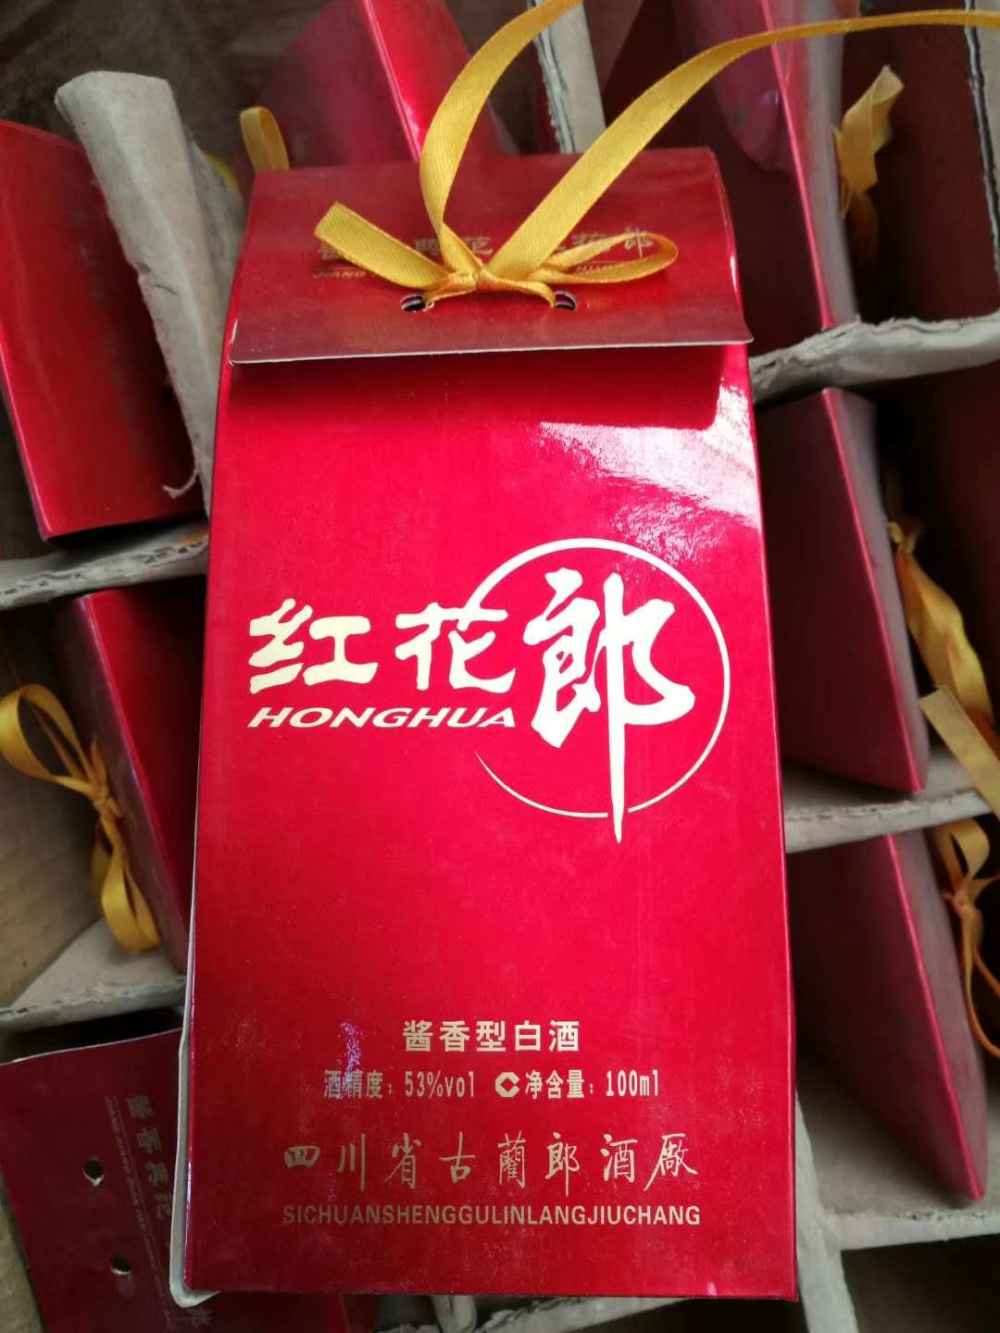 红花郎
HONGHUA
酱香型白酒
酒精度：53%vol 净含量：100ml
四川省古蔺郎酒厰
SICHUANSHENGGULINLANGJIUCHANG